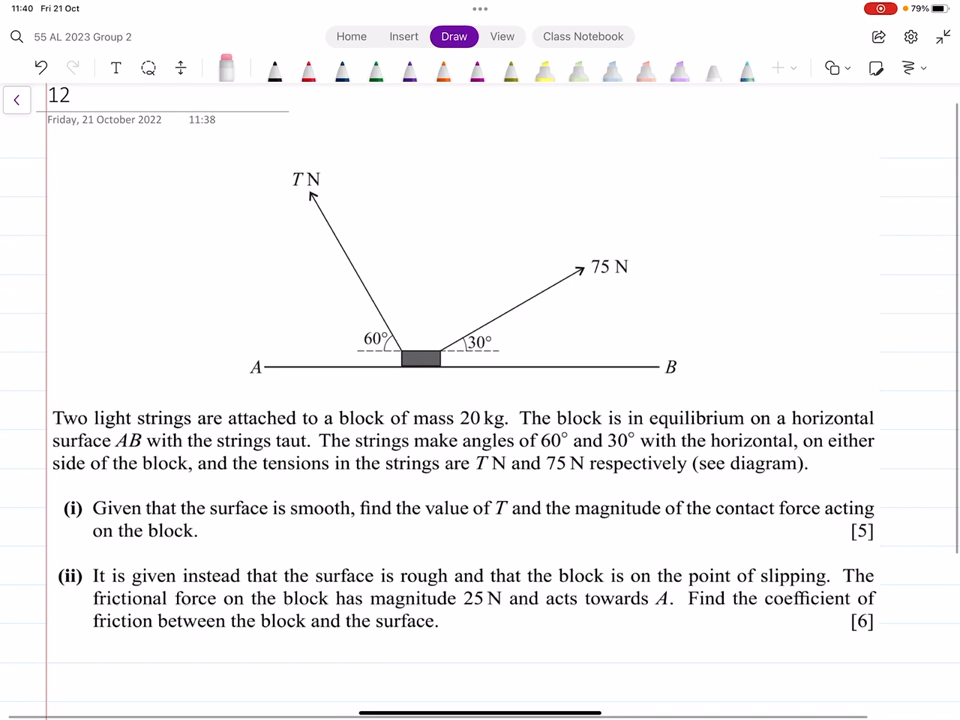 11:40 Fri 21 Oct
79%
55 AL 2023 Group 2
Home Insert Draw View Class Notebook
12
Friday, 21 October 2022 11:38
T N
75 N
60° 30°
A B
Two light strings are attached to a block of mass 20 kg. The block is in equilibrium on a horizontal
surface AB with the strings taut. The strings make angles of 60° and 30° with the horizontal, on either
side of the block, and the tensions in the strings are T N and 75 N respectively (see diagram).
(i) Given that the surface is smooth, find the value of T and the magnitude of the contact force acting
on the block. [5]
(ii) It is given instead that the surface is rough and that the block is on the point of slipping. The
frictional force on the block has magnitude 25 N and acts towards A. Find the coefficient of
friction between the block and the surface. [6]